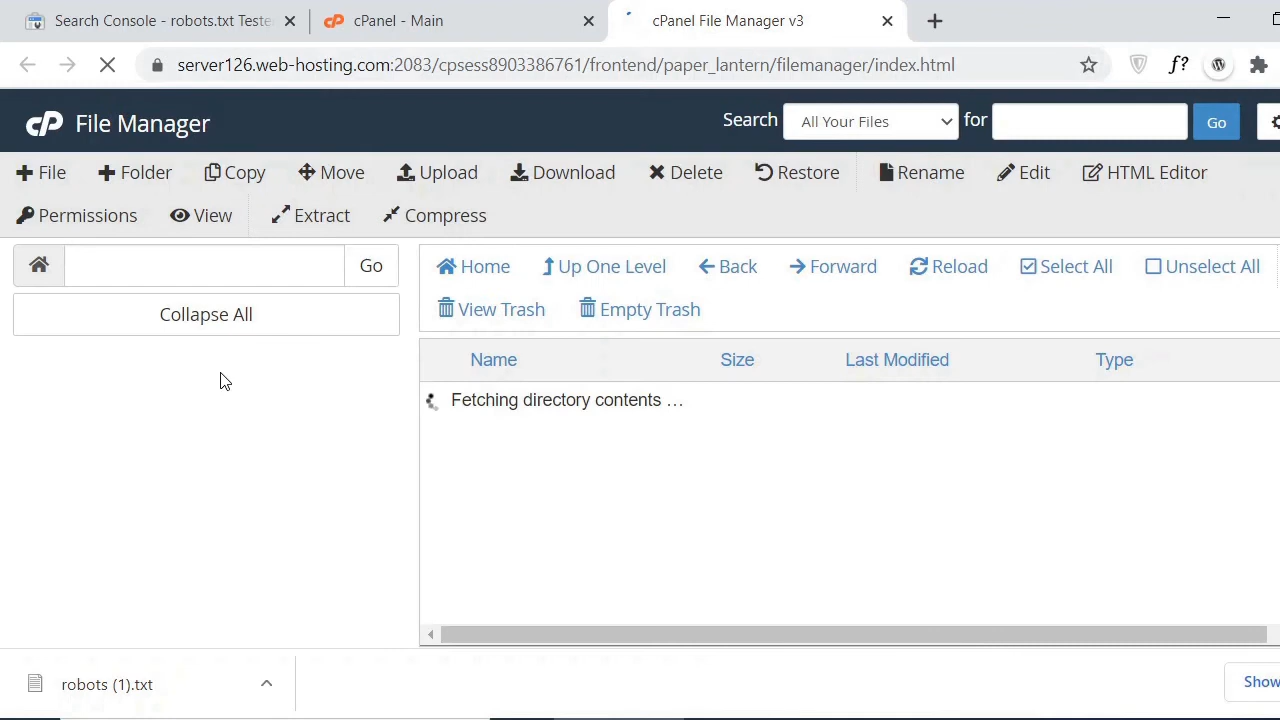 Search Console - robots.txt Teste
cPanel - Main
cPanel File Manager v3
server126.web-hosting.com:2083/cpsess8903386761/frontend/paper_lantern/filemanager/index.html
f?
cP File Manager
Search All Your Files for Go
File Folder Copy Move Upload Download Delete Restore Rename Edit HTML Editor
Permissions View Extract Compress
Go
Home Up One Level Back Forward Reload Select All Unselect All
Collapse All
View Trash Empty Trash
Name Size Last Modified Type
Fetching directory contents …
robots (1).txt
Show